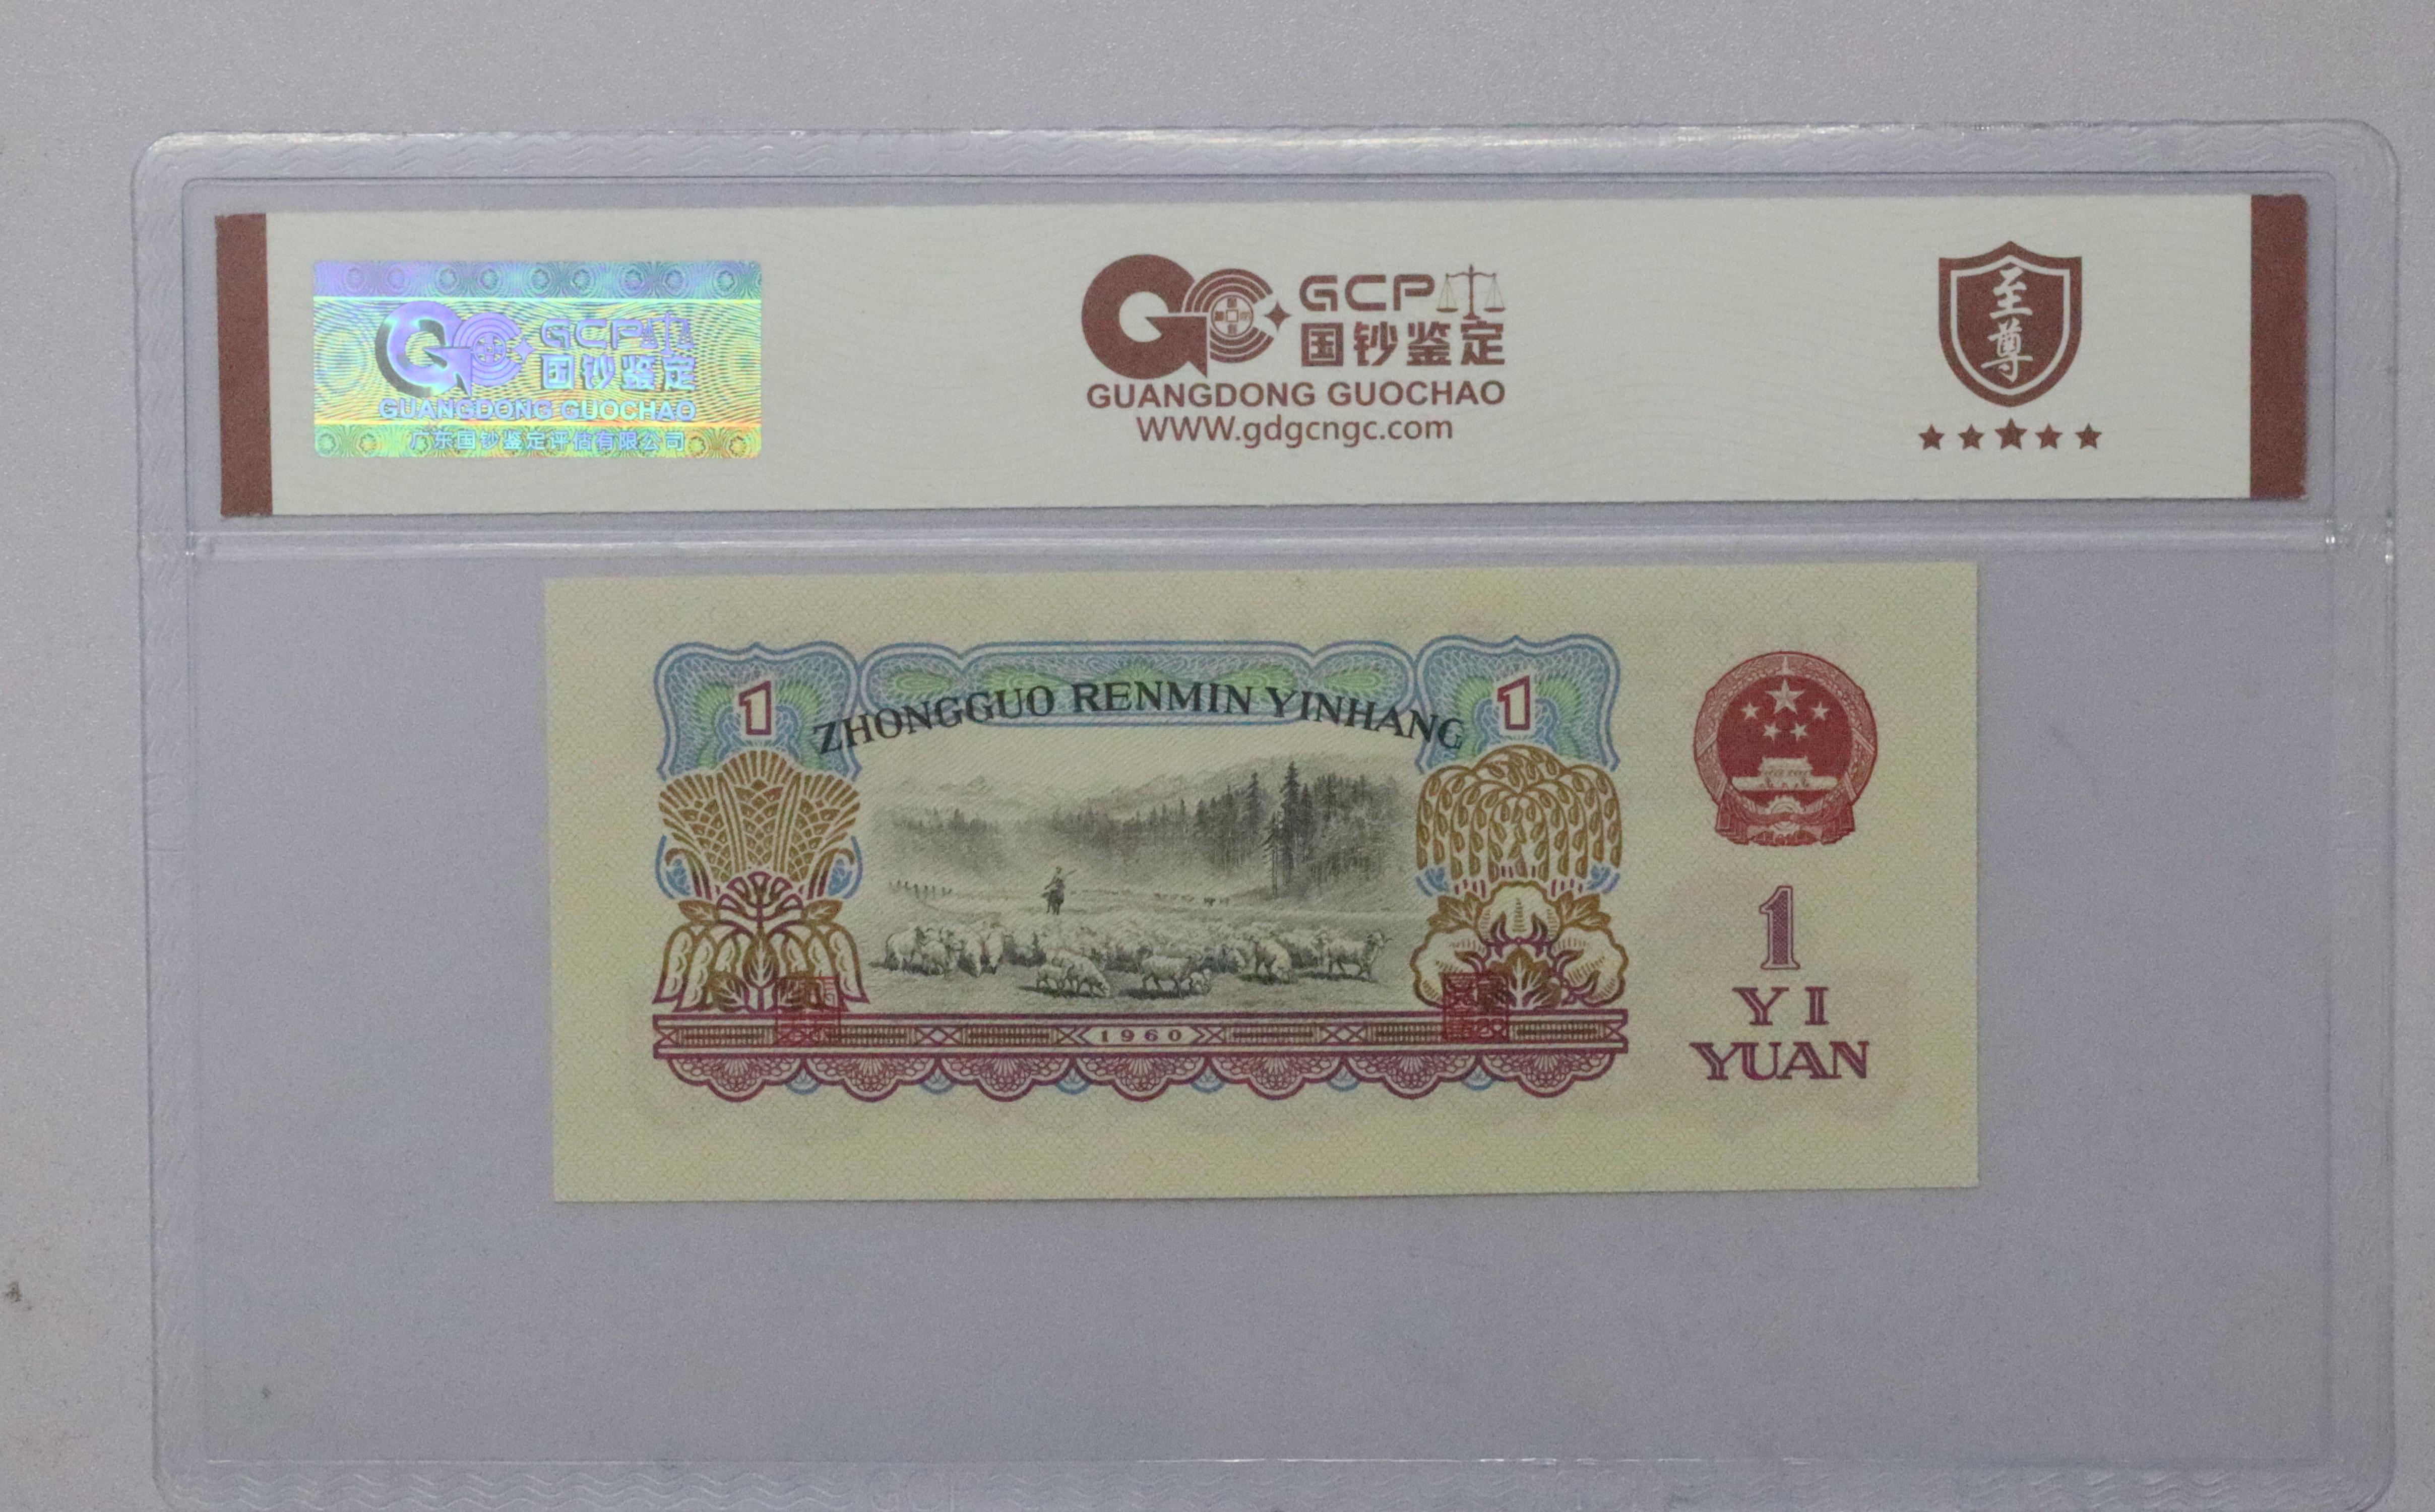 GCP
国钞鉴定
GUANGDONG GUOCHAO
广东国钞鉴定评估有限公司
GCP
国钞鉴定
GUANGDONG GUOCHAO
WWW.gdgcngc.com
至尊
1
ZHONGGUO RENMIN YINHANG
1
1
YI
YUAN
1960